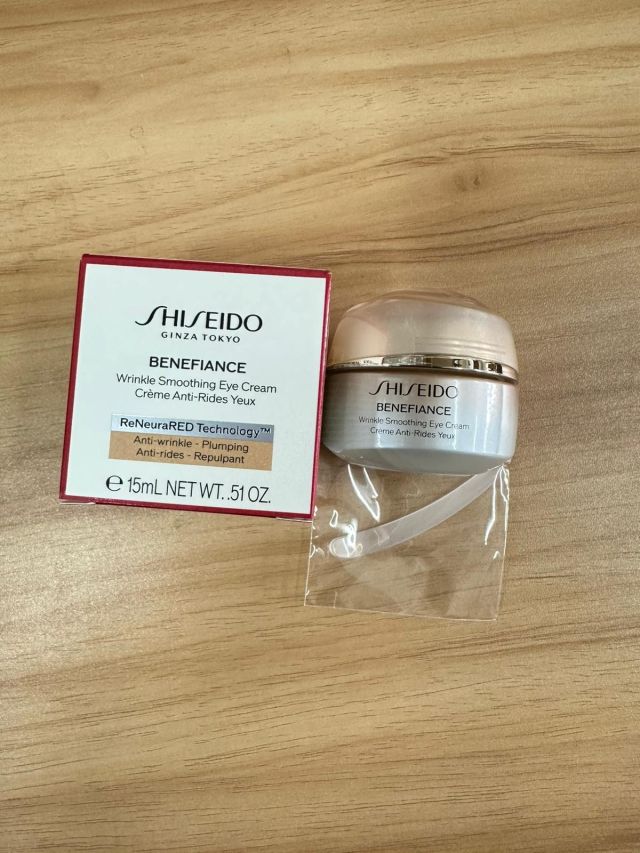 SHISEIDO
GINZA TOKYO
BENEFIANCE
Wrinkle Smoothing Eye Cream
Crème Anti-Rides Yeux
ReNeuraRED Technology™
Anti-wrinkle - Plumping
Anti-rides - Repulpant
℮ 15mL NET WT. .51 OZ.
SHISEIDO
BENEFIANCE
Wrinkle Smoothing Eye Cream
Crème Anti-Rides Yeux